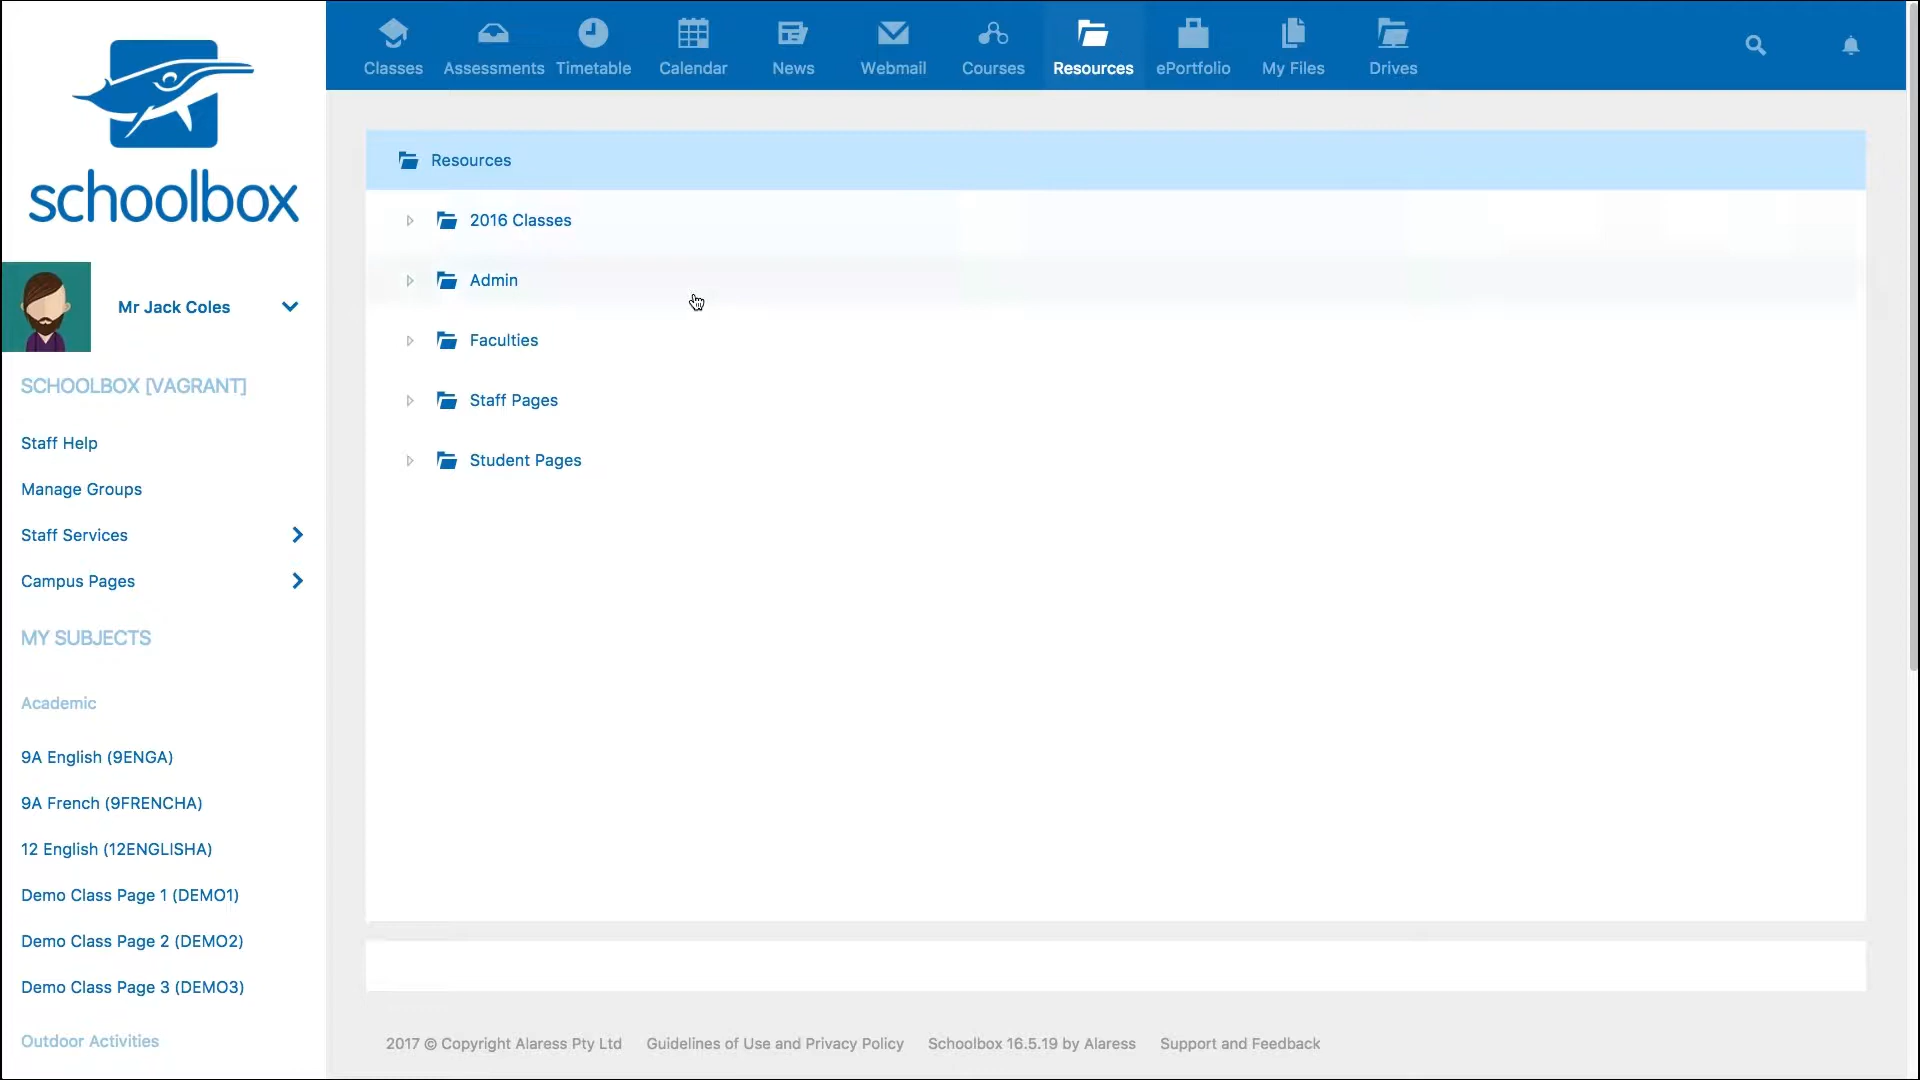 schoolbox
Mr Jack Coles
SCHOOLBOX [VAGRANT]
Staff Help
Manage Groups
Staff Services
Campus Pages
MY SUBJECTS
Academic
9A English (9ENGA)
9A French (9FRENCHA)
12 English (12ENGLISHA)
Demo Class Page 1 (DEMO1)
Demo Class Page 2 (DEMO2)
Demo Class Page 3 (DEMO3)
Outdoor Activities
Classes Assessments Timetable Calendar News Webmail Courses Resources ePortfolio My Files Drives
Resources
2016 Classes
Admin
Faculties
Staff Pages
Student Pages
2017 © Copyright Alaress Pty Ltd Guidelines of Use and Privacy Policy Schoolbox 16.5.19 by Alaress Support and Feedback